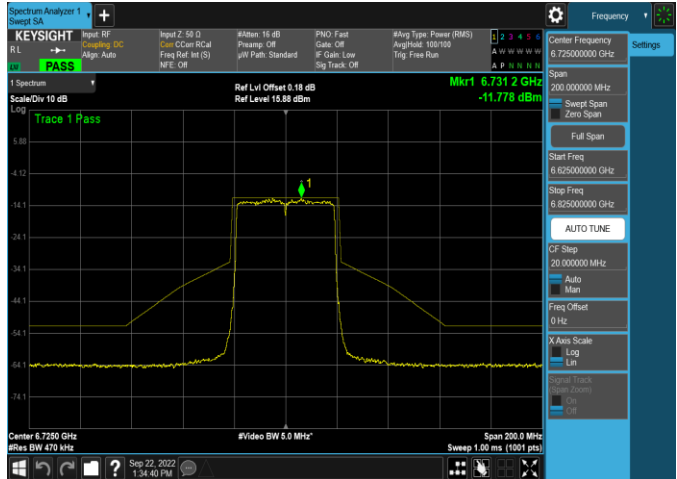 Spectrum Analyzer 1
Swept SA
Frequency
KEYSIGHT
R L
PASS
Input: RF
Coupling: DC
Align: Auto
Input Z: 50 Ω
Corr CCorr RCal
Freq Ref: Int (S)
NFE: Off
#Atten: 16 dB
Preamp: Off
µW Path: Standard
PNO: Fast
Gate: Off
IF Gain: Low
Sig Track: Off
#Avg Type: Power (RMS)
Avg|Hold: 100/100
Trig: Free Run
1 2 3 4 5 6
A W W W W W
A P N N N N
1 Spectrum
Scale/Div 10 dB
Ref Lvl Offset 0.18 dB
Ref Level 15.88 dBm
Mkr1 6.731 2 GHz
-11.778 dBm
Log
Trace 1 Pass
1
5.88
-4.12
-14.1
-24.1
-34.1
-44.1
-54.1
-64.1
-74.1
Center 6.7250 GHz
#Res BW 470 kHz
#Video BW 5.0 MHz*
Span 200.0 MHz
Sweep 1.00 ms (1001 pts)
Sep 22, 2022
1:34:40 PM
Center Frequency
6.725000000 GHz
Settings
Span
200.000000 MHz
Swept Span
Zero Span
Full Span
Start Freq
6.625000000 GHz
Stop Freq
6.825000000 GHz
AUTO TUNE
CF Step
20.000000 MHz
Auto
Man
Freq Offset
0 Hz
X Axis Scale
Log
Lin
Signal Track
(Span Zoom)
On
Off